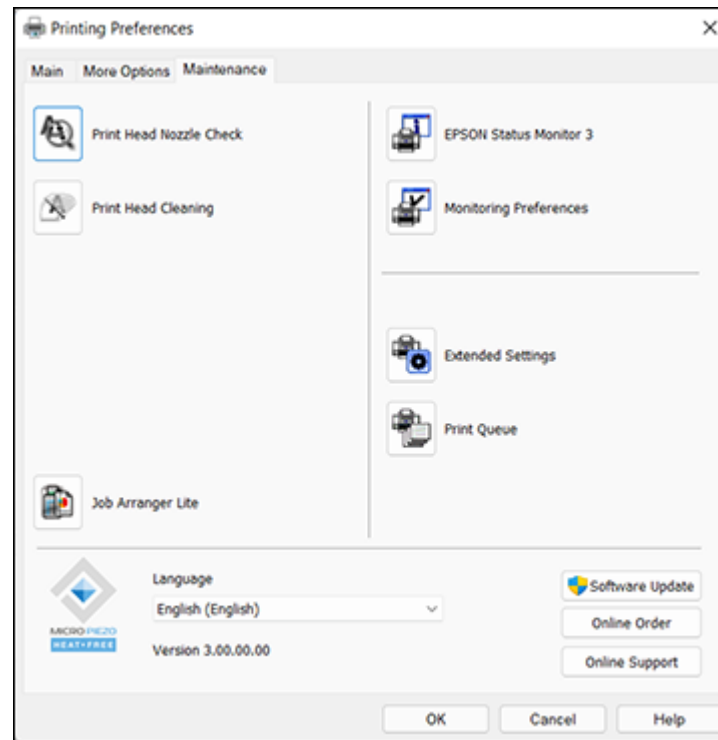 Printing Preferences
Main More Options Maintenance
Print Head Nozzle Check
Print Head Cleaning
Job Arranger Lite
EPSON Status Monitor 3
Monitoring Preferences
Extended Settings
Print Queue
MICRO PIEZO
HEAT-FREE
Language
English (English)
Version 3.00.00.00
Software Update
Online Order
Online Support
OK Cancel Help